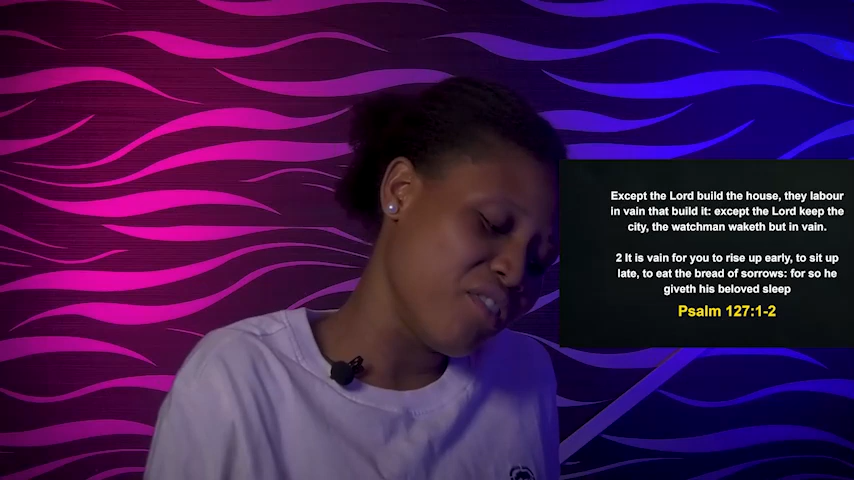 Except the Lord build the house, they labour
in vain that build it: except the Lord keep the
city, the watchman waketh but in vain.
2 It is vain for you to rise up early, to sit up
late, to eat the bread of sorrows: for so he
giveth his beloved sleep
Psalm 127:1-2